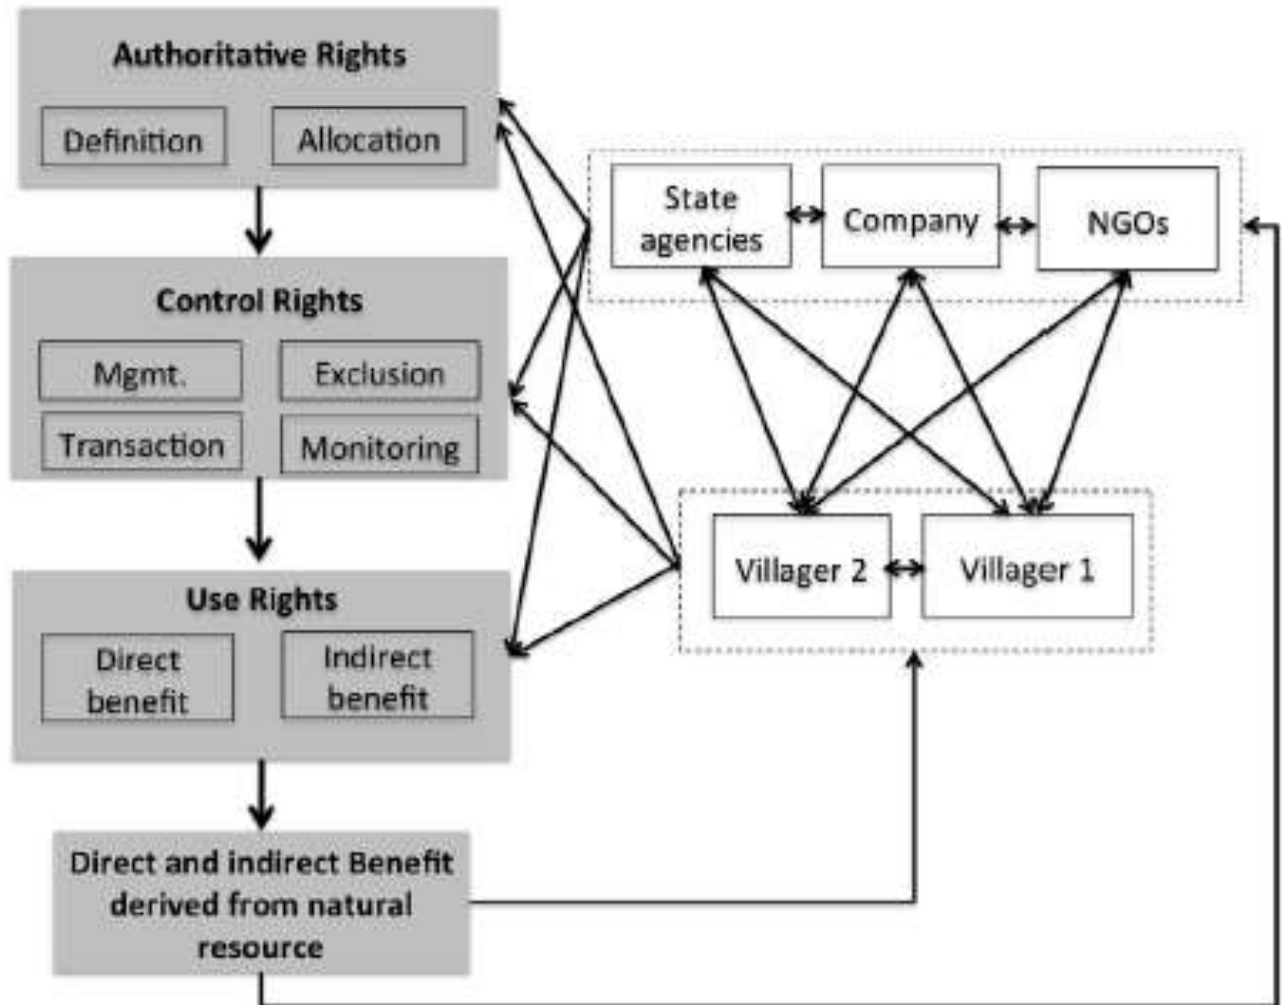 Authoritative Rights
Definition
Allocation
Control Rights
Mgmt.
Exclusion
Transaction
Monitoring
Use Rights
Direct
benefit
Indirect
benefit
Direct and indirect Benefit
derived from natural
resource
State
agencies
Company
NGOs
Villager 2
Villager 1